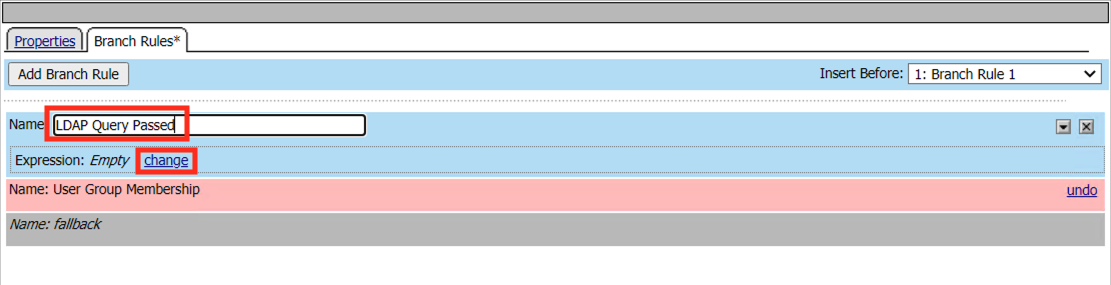 Properties Branch Rules*
Add Branch Rule Insert Before: 1: Branch Rule 1
Name: LDAP Query Passed
Expression: Empty change
Name: User Group Membership undo
Name: fallback